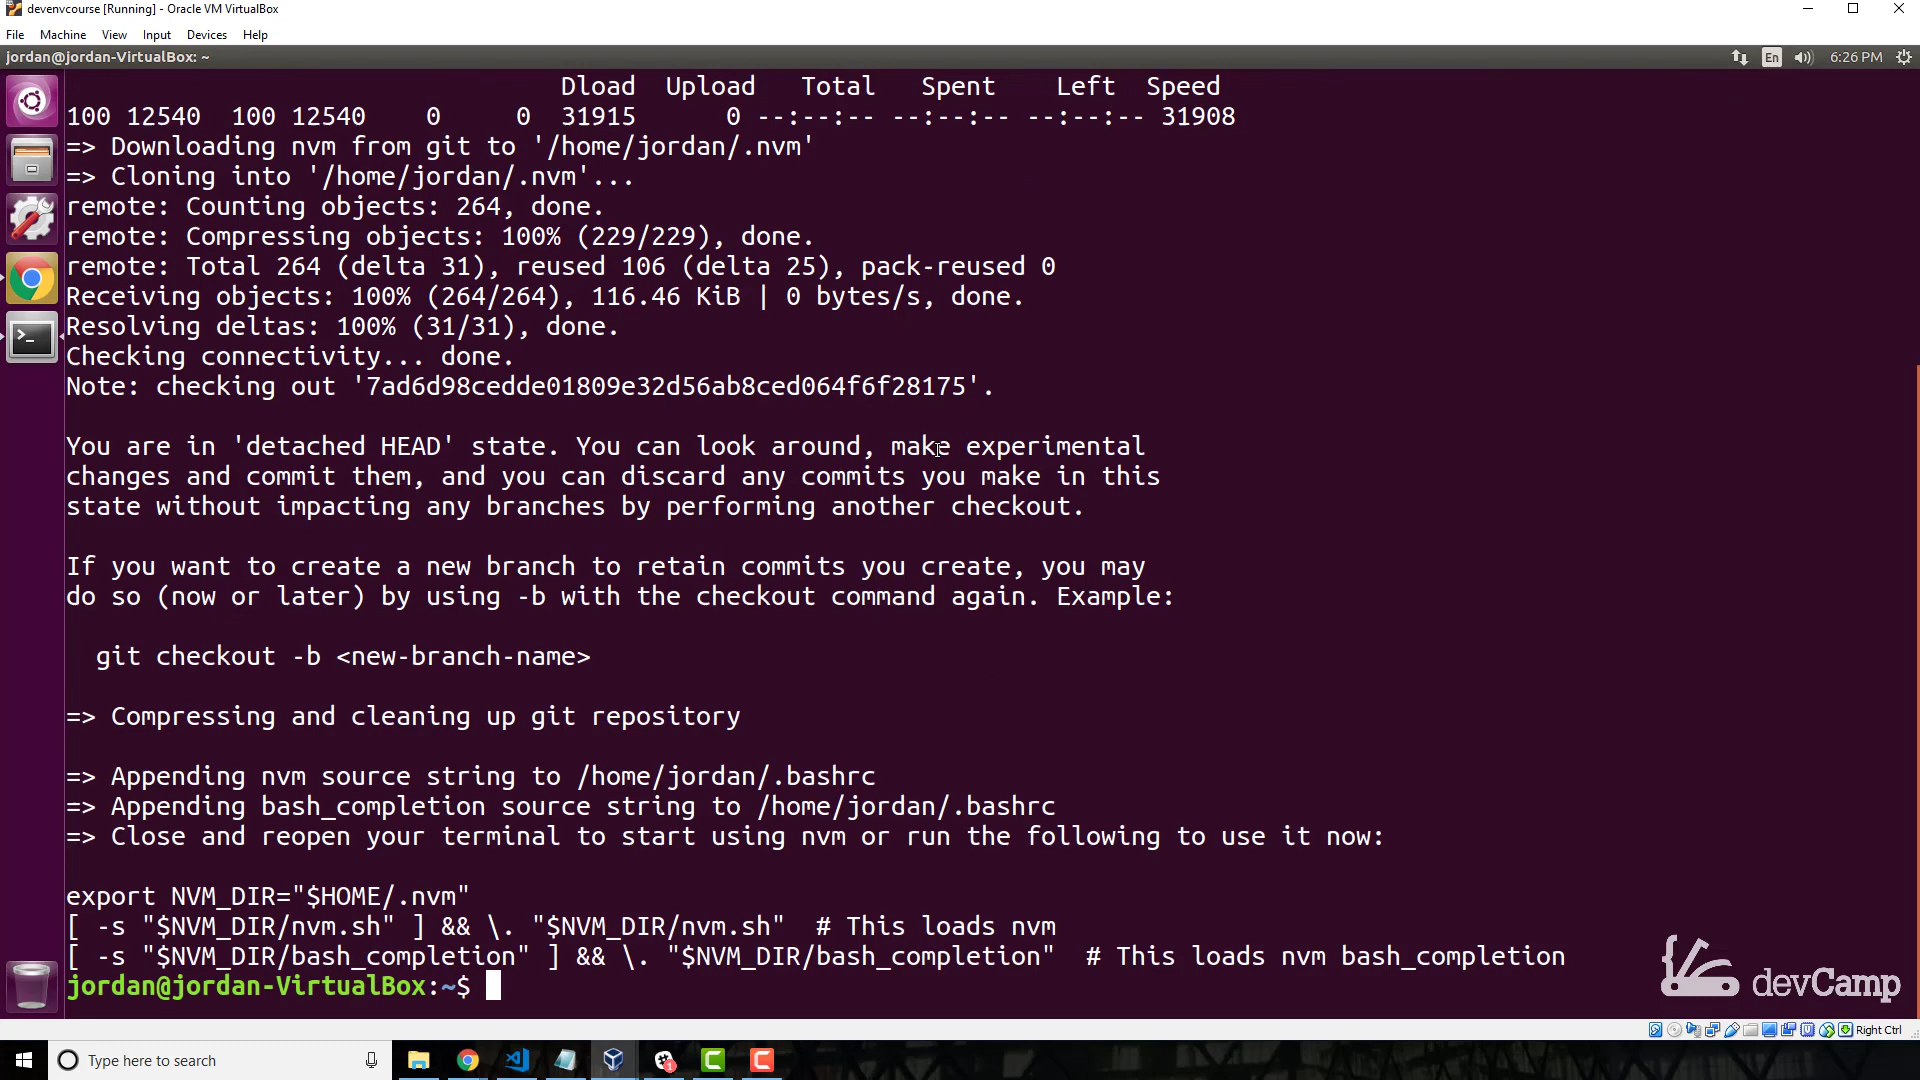 devenvcourse [Running] - Oracle VM VirtualBox
File Machine View Input Devices Help
jordan@jordan-VirtualBox: ~ En 6:26 PM
Dload Upload Total Spent Left Speed
100 12540 100 12540 0 0 31915 0 --:--:-- --:--:-- --:--:-- 31908
=> Downloading nvm from git to '/home/jordan/.nvm'
=> Cloning into '/home/jordan/.nvm'...
remote: Counting objects: 264, done.
remote: Compressing objects: 100% (229/229), done.
remote: Total 264 (delta 31), reused 106 (delta 25), pack-reused 0
Receiving objects: 100% (264/264), 116.46 KiB | 0 bytes/s, done.
Resolving deltas: 100% (31/31), done.
Checking connectivity... done.
Note: checking out '7ad6d98cedde01809e32d56ab8ced064f6f28175'.
You are in 'detached HEAD' state. You can look around, make experimental
changes and commit them, and you can discard any commits you make in this
state without impacting any branches by performing another checkout.
If you want to create a new branch to retain commits you create, you may
do so (now or later) by using -b with the checkout command again. Example:
git checkout -b <new-branch-name>
=> Compressing and cleaning up git repository
=> Appending nvm source string to /home/jordan/.bashrc
=> Appending bash_completion source string to /home/jordan/.bashrc
=> Close and reopen your terminal to start using nvm or run the following to use it now:
export NVM_DIR="$HOME/.nvm"
[ -s "$NVM_DIR/nvm.sh" ] && \. "$NVM_DIR/nvm.sh" # This loads nvm
[ -s "$NVM_DIR/bash_completion" ] && \. "$NVM_DIR/bash_completion" # This loads nvm bash_completion
jordan@jordan-VirtualBox:~$
devCamp
Right Ctrl
Type here to search